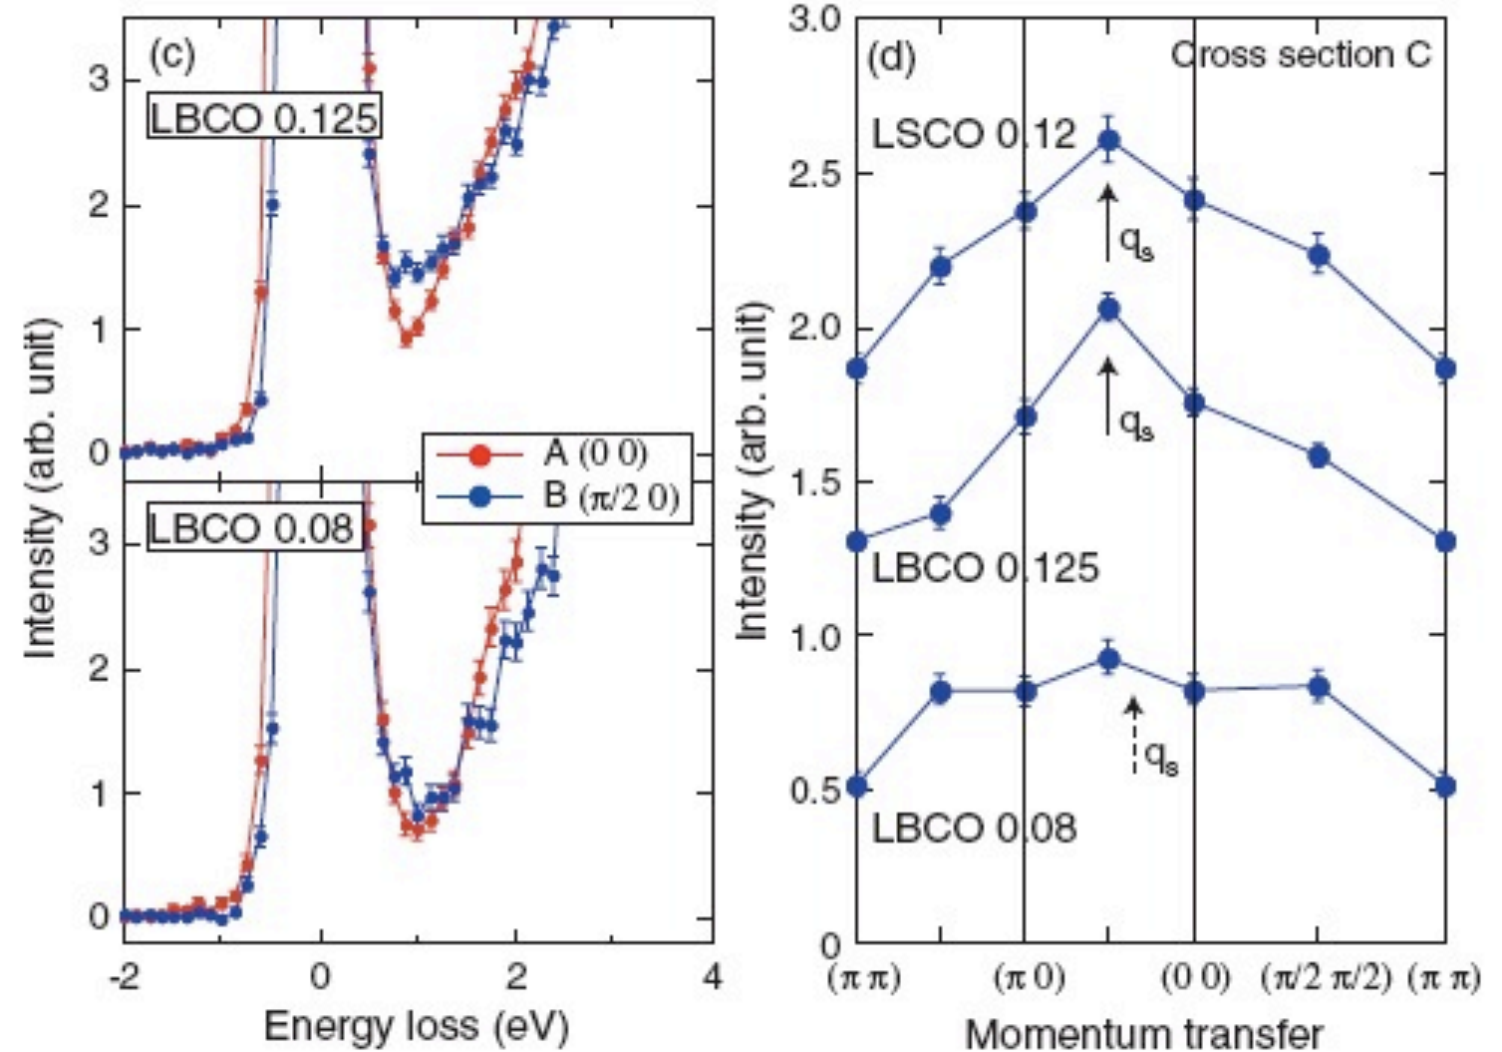 (c)
LBCO 0.125
3
2
1
0
Intensity (arb. unit)
A (0 0)
B (π/2 0)
LBCO 0.08
3
2
1
0
-2 0 2 4
Energy loss (eV)
(d)
Cross section C
3.0
2.5
2.0
1.5
1.0
0.5
0
Intensity (arb. unit)
LSCO 0.12
qs
qs
LBCO 0.125
qs
LBCO 0.08
(π π) (π 0) (0 0) (π/2 π/2) (π π)
Momentum transfer